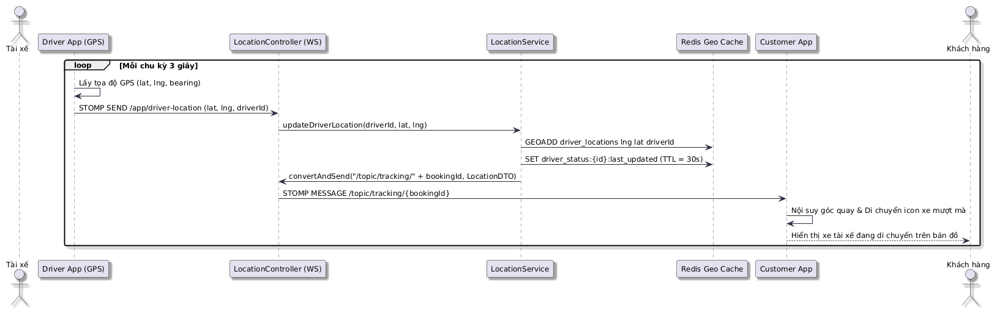 Tài xế
Driver App (GPS)
LocationController (WS)
LocationService
Redis Geo Cache
Customer App
Khách hàng
loop [Mỗi chu kỳ 3 giây]
Lấy tọa độ GPS (lat, lng, bearing)
STOMP SEND /app/driver-location (lat, lng, driverId)
updateDriverLocation(driverId, lat, lng)
GEOADD driver_locations lng lat driverId
SET driver_status:{id}:last_updated (TTL = 30s)
convertAndSend("/topic/tracking/" + bookingId, LocationDTO)
STOMP MESSAGE /topic/tracking/{bookingId}
Nội suy góc quay & Di chuyển icon xe mượt mà
Hiển thị xe tài xế đang di chuyển trên bản đồ
Tài xế
Driver App (GPS)
LocationController (WS)
LocationService
Redis Geo Cache
Customer App
Khách hàng